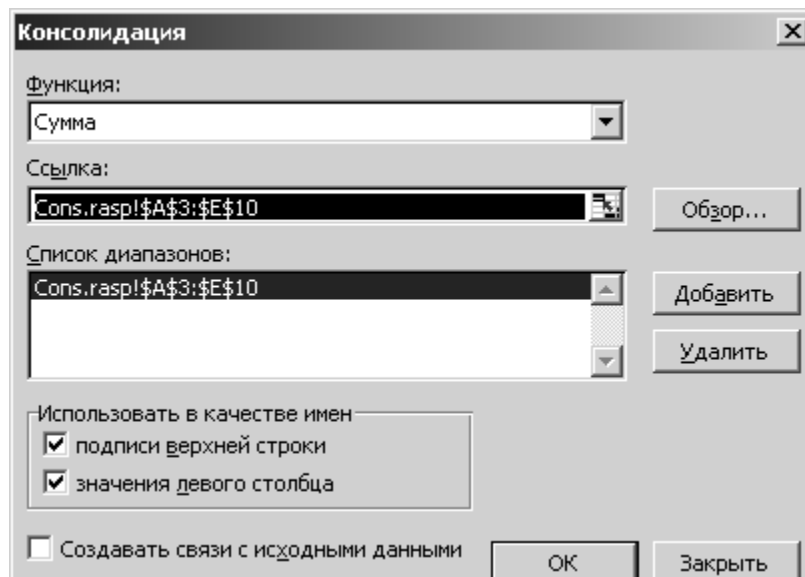 Консолидация
Функция:
Сумма
Ссылка:
Cons.rasp!$A$3:$E$10
Обзор...
Список диапазонов:
Cons.rasp!$A$3:$E$10
Добавить
Удалить
Использовать в качестве имен
подписи верхней строки
значения левого столбца
Создавать связи с исходными данными
ОК
Закрыть